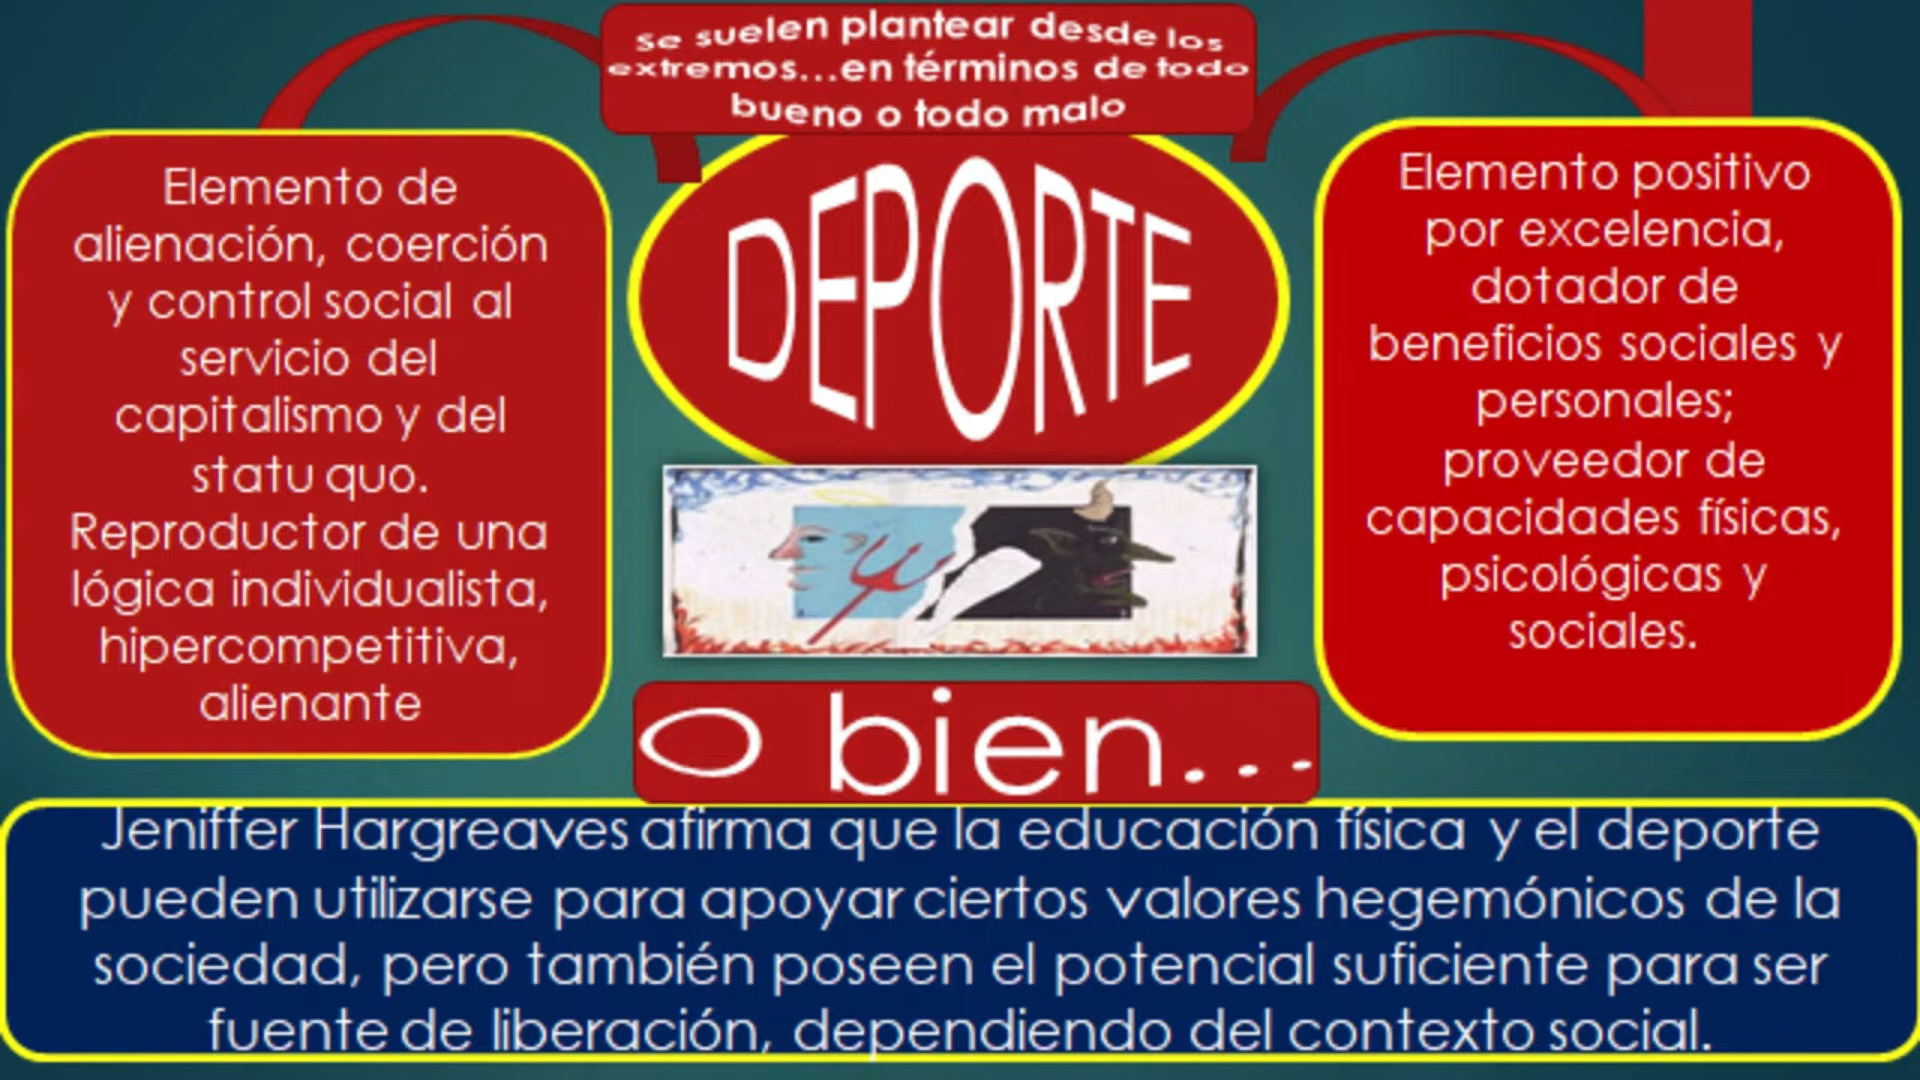 Se suelen plantear desde los
extremos...en términos de todo
bueno o todo malo
DEPORTE
Elemento de
alienación, coerción
y control social al
servicio del
capitalismo y del
statu quo.
Reproductor de una
lógica individualista,
hipercompetitiva,
alienante
Elemento positivo
por excelencia,
dotador de
beneficios sociales y
personales;
proveedor de
capacidades físicas,
psicológicas y
sociales.
O bien...
Jeniffer Hargreaves afirma que la educación física y el deporte
pueden utilizarse para apoyar ciertos valores hegemónicos de la
sociedad, pero también poseen el potencial suficiente para ser
fuente de liberación, dependiendo del contexto social.